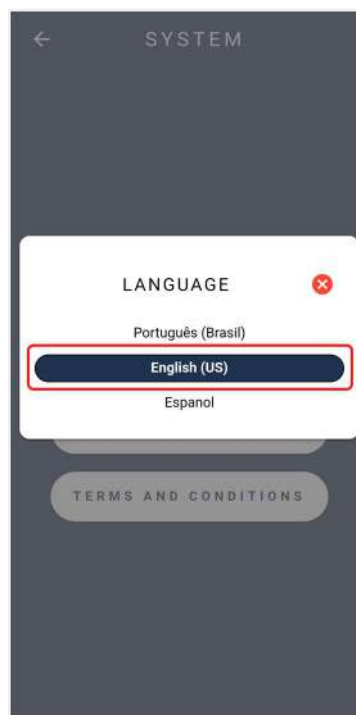 SYSTEM
LANGUAGE
Português (Brasil)
English (US)
Espanol
TERMS AND CONDITIONS